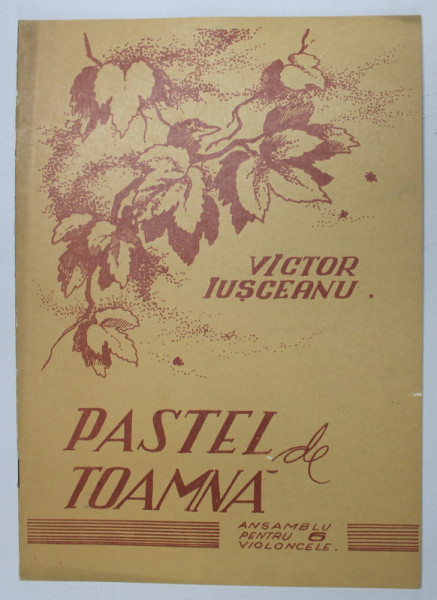 VICTOR
IUȘCEANU.
PASTEL de
TOAMNĂ
ANSAMBLU
PENTRU 6
VIOLONCELE.